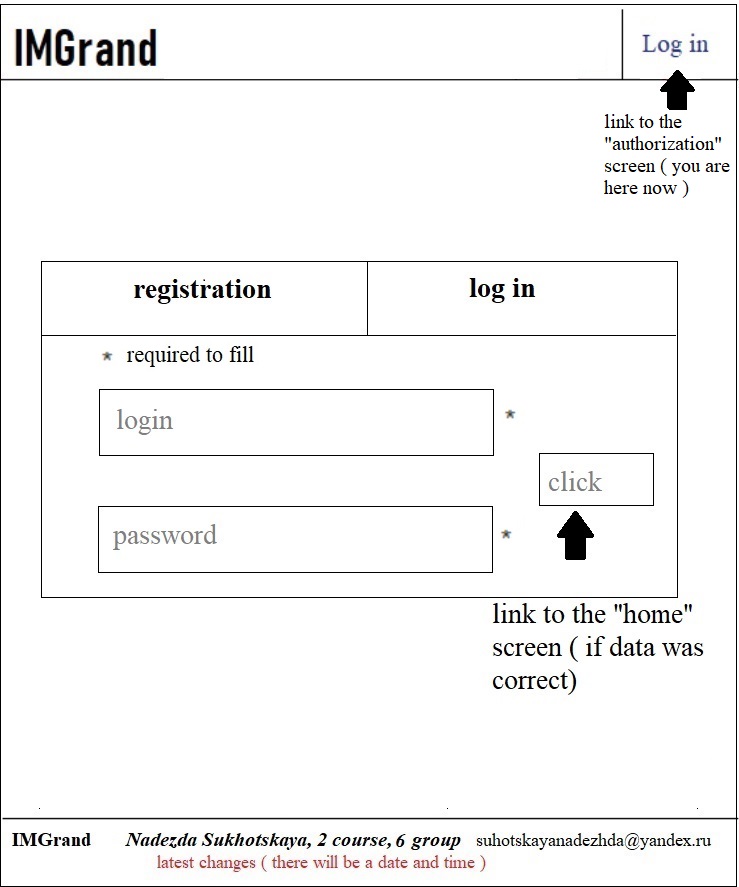 IMGrand
Log in
link to the
"authorization"
screen ( you are
here now )
registration
log in
* required to fill
login
*
click
password
*
link to the "home"
screen ( if data was
correct)
IMGrand Nadezda Sukhotskaya, 2 course, 6 group suhotskayanadezhda@yandex.ru
latest changes ( there will be a date and time )